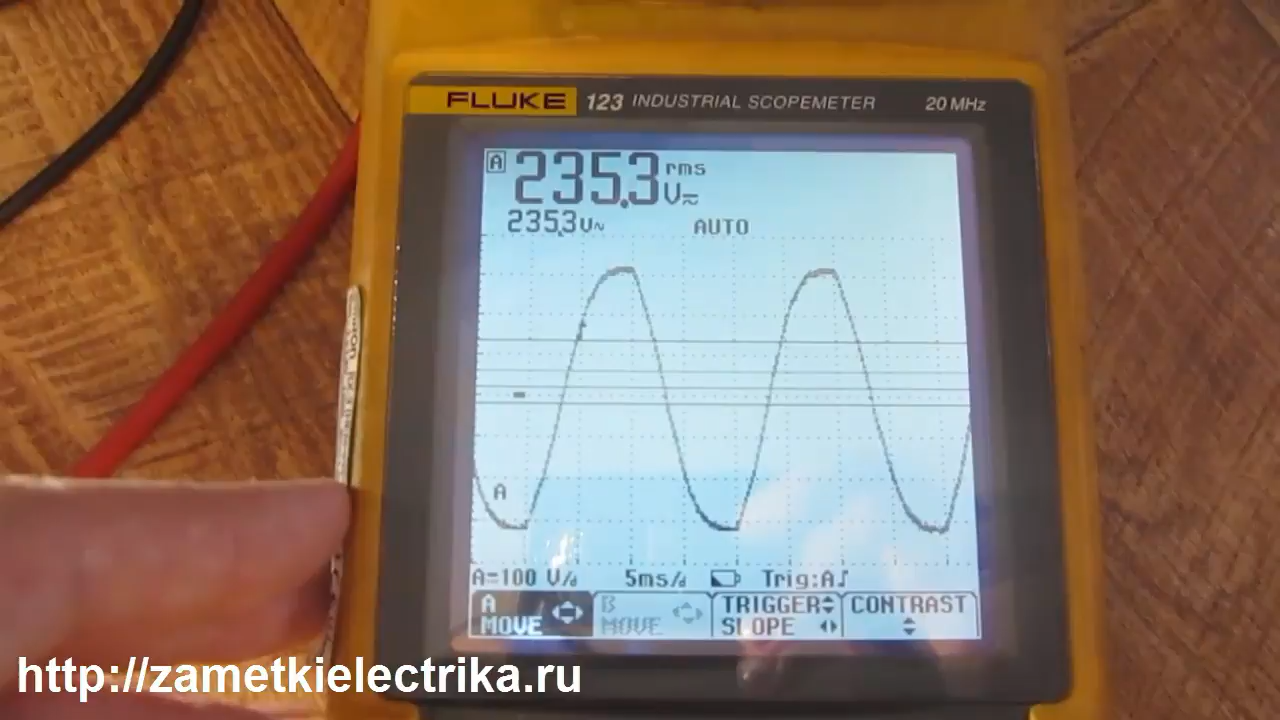 FLUKE 123 INDUSTRIAL SCOPEMETER 20 MHz
A 235.3 rms V≂
235.3V~ AUTO
A
A=100 V/d 5ms/d Trig:A
A MOVE B MOVE TRIGGER SLOPE CONTRAST
http://zametkielectrika.ru